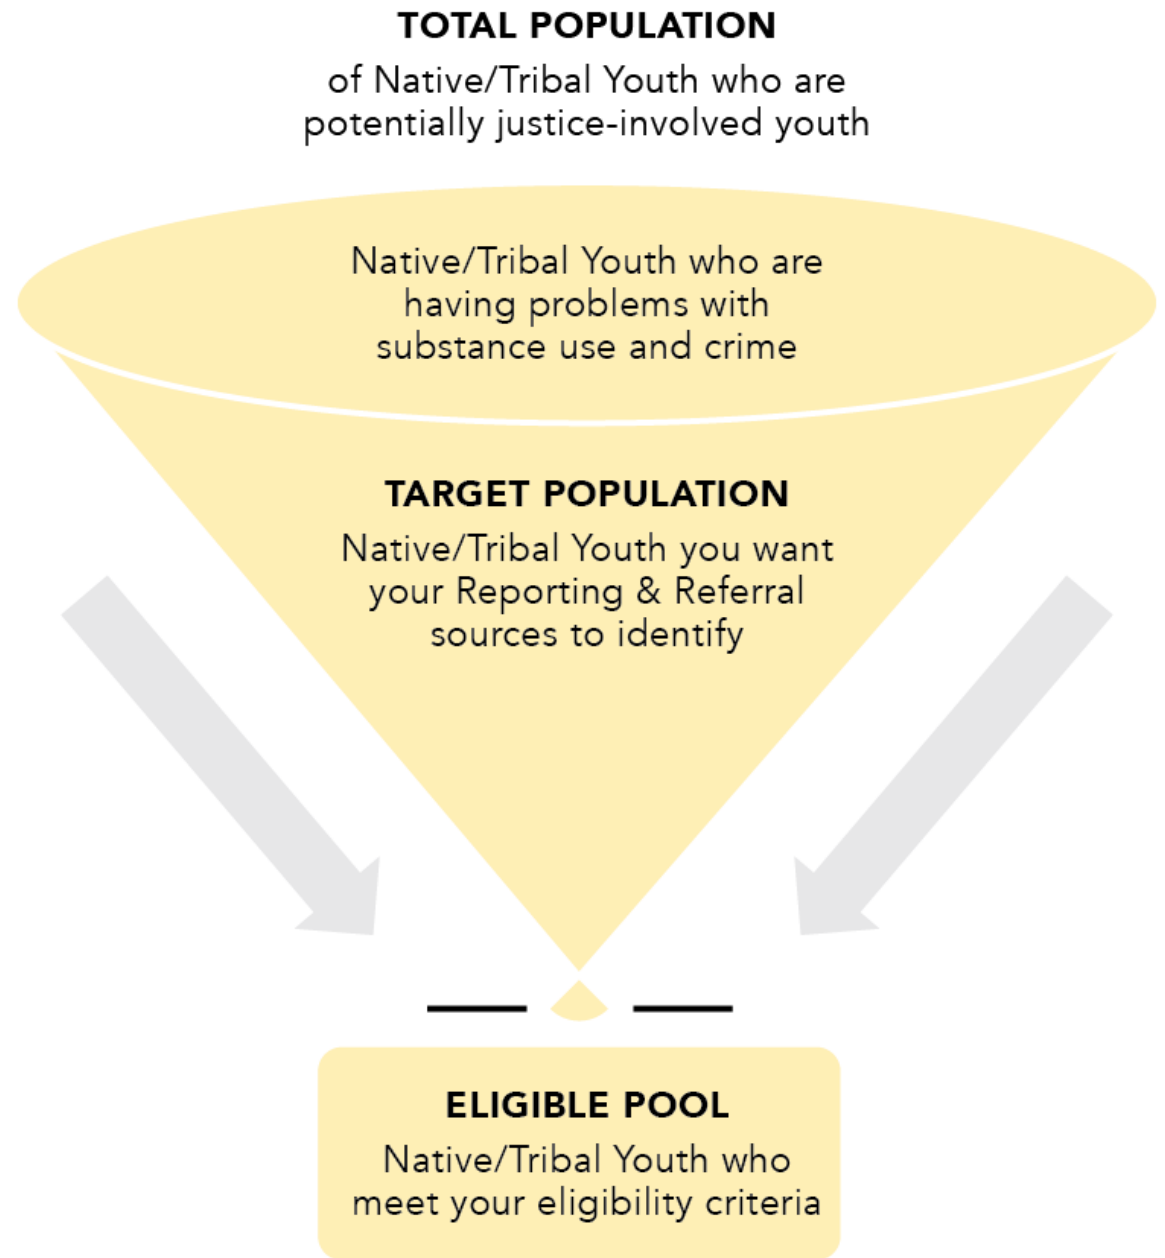 TOTAL POPULATION
of Native/Tribal Youth who are
potentially justice-involved youth
Native/Tribal Youth who are
having problems with
substance use and crime
TARGET POPULATION
Native/Tribal Youth you want
your Reporting & Referral
sources to identify
ELIGIBLE POOL
Native/Tribal Youth who
meet your eligibility criteria